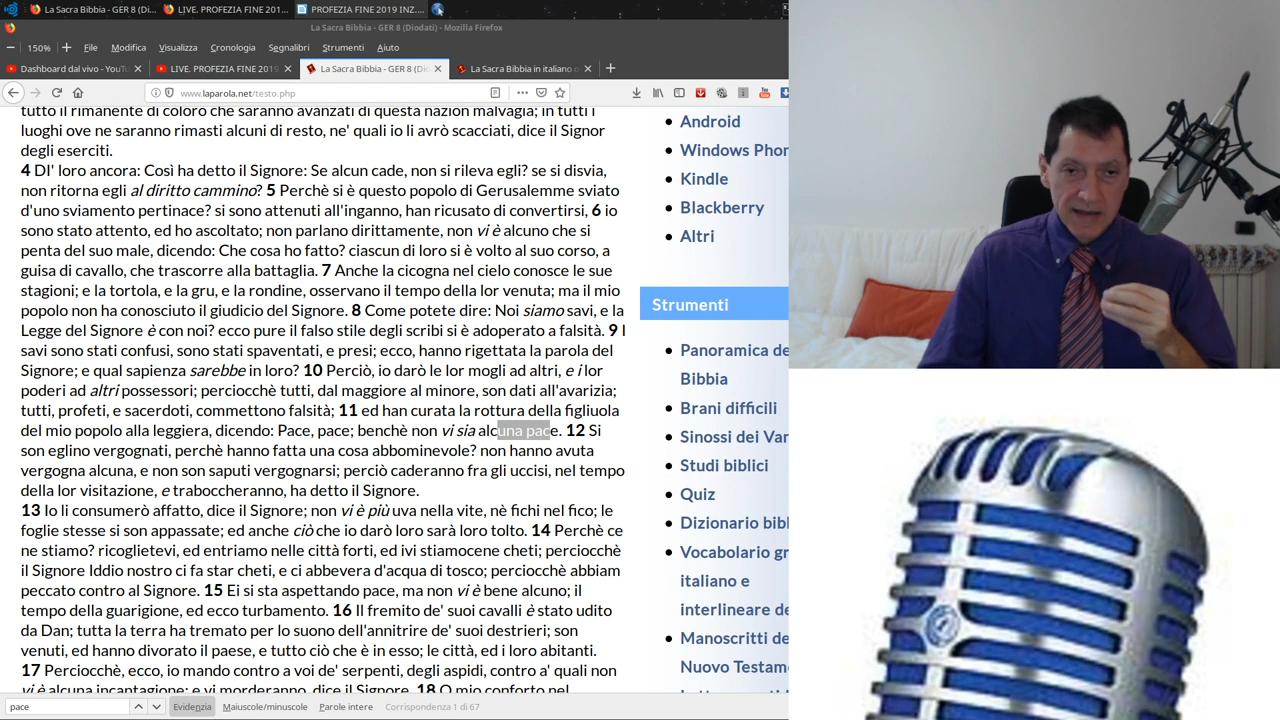 La Sacra Bibbia (Di...
LIVE. PROFEZIA FINE 201...
PROFEZIA FINE 2019 INZ...
La Sacra Bibbia - GER 8 (Diodati) - Mozilla Firefox
150% File Modifica Visualizza Cronologia Segnalibri Strumenti Aiuto
Dashboard dal vivo - YouTu
LIVE. PROFEZIA FINE 2019
La Sacra Bibbia - GER 8 (Di
La Sacra Bibbia in italiano o
www.laparola.net/testo.php
tutto il rimanente di coloro che saranno avanzati di questa nazion malvagia; in tutti i
luoghi ove ne saranno rimasti alcuni di resto, ne' quali io li avrò scacciati, dice il Signor
degli eserciti.
4 DI' loro ancora: Così ha detto il Signore: Se alcun cade, non si rileva egli? se si disvia,
non ritorna egli al diritto cammino? 5 Perchè si è questo popolo di Gerusalemme sviato
d'uno sviamento pertinace? si sono attenuti all'inganno, han ricusato di convertirsi, 6 io
sono stato attento, ed ho ascoltato; non parlano dirittamente, non vi è alcuno che si
penta del suo male, dicendo: Che cosa ho fatto? ciascun di loro si è volto al suo corso, a
guisa di cavallo, che trascorre alla battaglia. 7 Anche la cicogna nel cielo conosce le sue
stagioni; e la tortola, e la gru, e la rondine, osservano il tempo della lor venuta; ma il mio
popolo non ha conosciuto il giudicio del Signore. 8 Come potete dire: Noi siamo savi, e la
Legge del Signore è con noi? ecco pure il falso stile degli scribi si è adoperato a falsità. 9 I
savi sono stati confusi, sono stati spaventati, e presi; ecco, hanno rigettata la parola del
Signore; e qual sapienza sarebbe in loro? 10 Perciò, io darò le lor mogli ad altri, e i lor
poderi ad altri possessori; perciocchè tutti, dal maggiore al minore, son dati all'avarizia;
tutti, profeti, e sacerdoti, commettono falsità; 11 ed han curata la rottura della figliuola
del mio popolo alla leggiera, dicendo: Pace, pace; benchè non vi sia alcuna pace. 12 Si
son eglino vergognati, perchè hanno fatta una cosa abbominevole? non hanno avuta
vergogna alcuna, e non son saputi vergognarsi; perciò caderanno fra gli uccisi, nel tempo
della lor visitazione, e traboccheranno, ha detto il Signore.
13 Io li consumerò affatto, dice il Signore; non vi è più uva nella vite, nè fichi nel fico; le
foglie stesse si son appassate; ed anche ciò che io darò loro sarà loro tolto. 14 Perchè ce
ne stiamo? ricoglietevi, ed entriamo nelle città forti, ed ivi stiamocene cheti; perciocchè
il Signore Iddio nostro ci fa star cheti, e ci abbevera d'acqua di tosco; perciocchè abbiam
peccato contro al Signore. 15 Ei si sta aspettando pace, ma non vi è bene alcuno; il
tempo della guarigione, ed ecco turbamento. 16 Il fremito de' suoi cavalli è stato udito
da Dan; tutta la terra ha tremato per lo suono dell'annitrire de' suoi destrieri; son
venuti, ed hanno divorato il paese, e tutto ciò che è in esso; le città, ed i loro abitanti.
17 Perciocchè, ecco, io mando contro a voi de' serpenti, degli aspidi, contro a' quali non
vi è alcuna incantagione; e vi morderanno, dice il Signore. 18 O mio conforto nel
Android
Windows Phon
Kindle
Blackberry
Altri
Strumenti
Panoramica de
Bibbia
Brani difficili
Sinossi dei Van
Studi biblici
Quiz
Dizionario bibl
Vocabolario gr
italiano e
interlineare de
Manoscritti de
Nuovo Testam
pace Evidenzia Maiuscole/minuscole Parole intere Corrispondenza 1 di 67